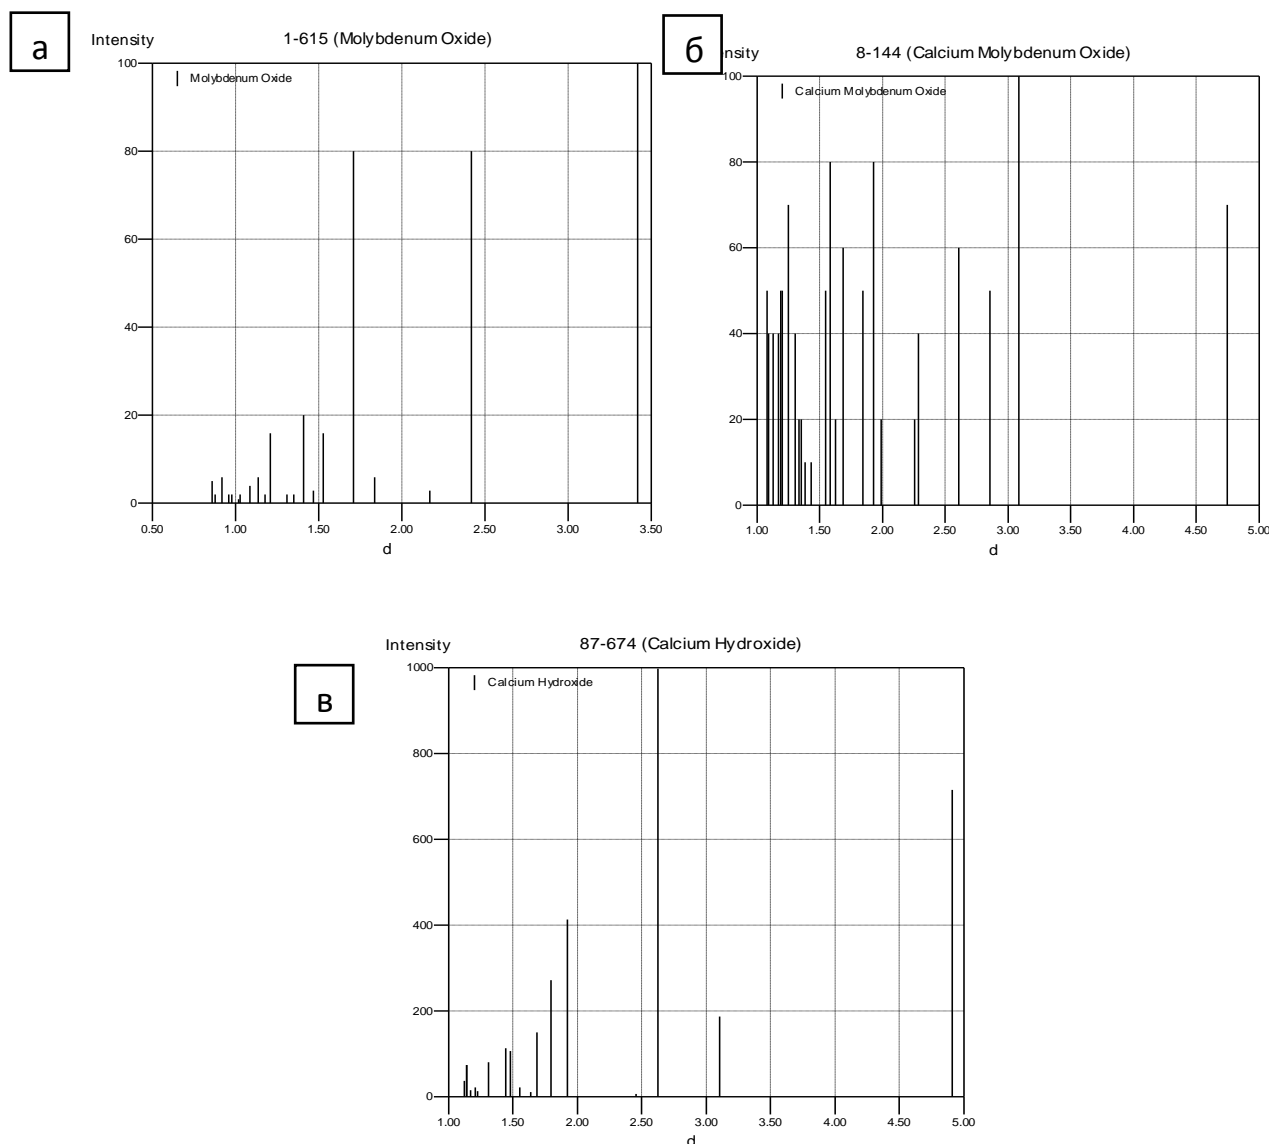 а
Intensity
1-615 (Molybdenum Oxide)
Molybdenum Oxide
100
80
60
40
20
0
0.50 1.00 1.50 2.00 2.50 3.00 3.50
d
б
nsity
8-144 (Calcium Molybdenum Oxide)
Calcium Molybdenum Oxide
100
80
60
40
20
0
1.00 1.50 2.00 2.50 3.00 3.50 4.00 4.50 5.00
d
в
Intensity
87-674 (Calcium Hydroxide)
Calcium Hydroxide
1000
800
600
400
200
0
1.00 1.50 2.00 2.50 3.00 3.50 4.00 4.50 5.00
d